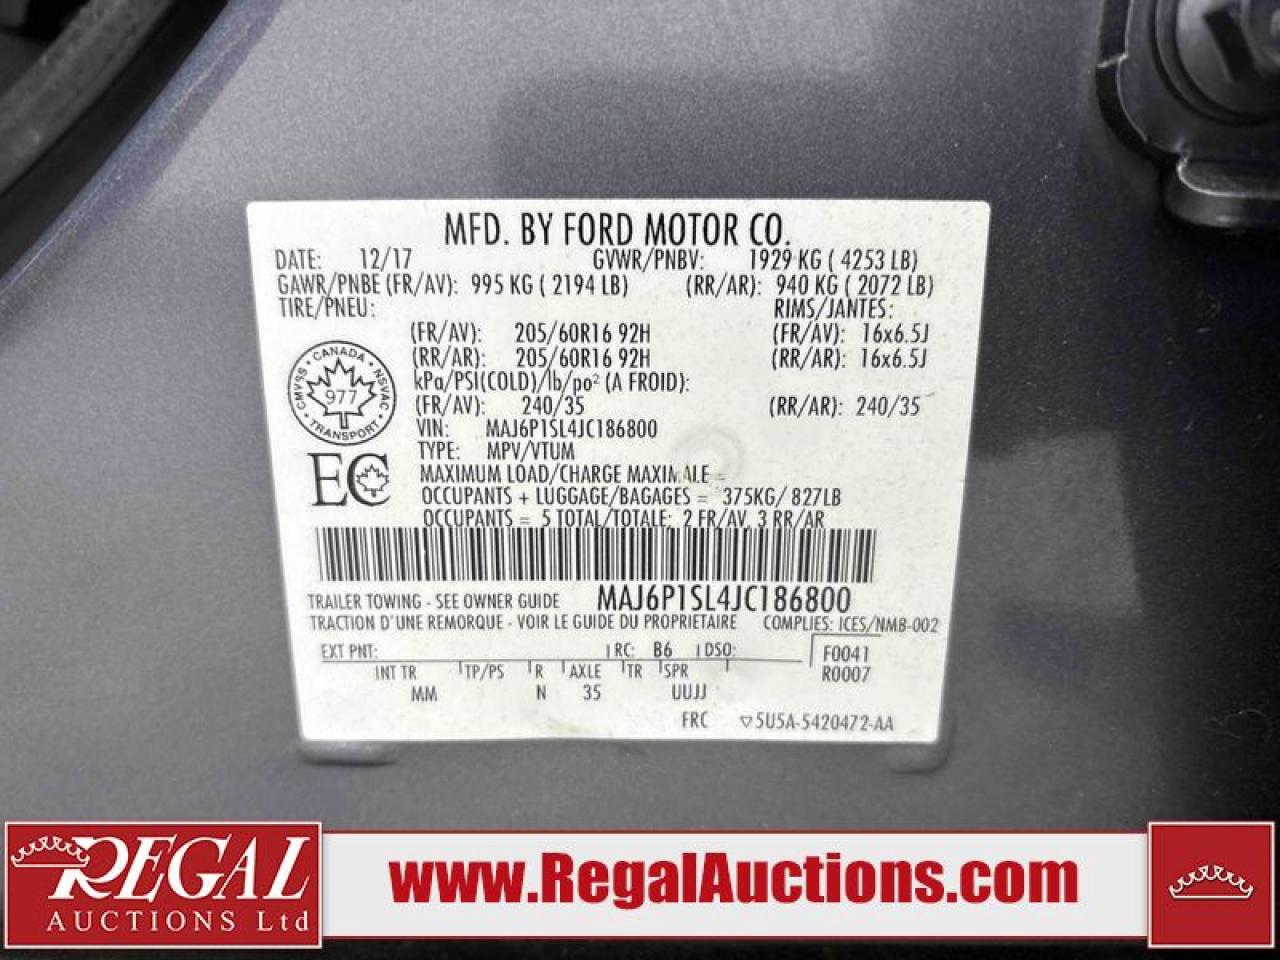 MFD. BY FORD MOTOR CO.
DATE: 12/17 GVWR/PNBV: 1929 KG ( 4253 LB)
GAWR/PNBE (FR/AV): 995 KG ( 2194 LB) (RR/AR): 940 KG ( 2072 LB)
TIRE/PNEU: RIMS/JANTES:
(FR/AV): 205/60R16 92H (FR/AV): 16x6.5J
(RR/AR): 205/60R16 92H (RR/AR): 16x6.5J
kPa/PSI(COLD)/lb/po² (A FROID):
(FR/AV): 240/35 (RR/AR): 240/35
CANADA
CMVSS NSVAC
977
TRANSPORT
VIN: MAJ6P1SL4JC186800
TYPE: MPV/VTUM
EC
MAXIMUM LOAD/CHARGE MAXIMALE =
OCCUPANTS + LUGGAGE/BAGAGES = 375KG/ 827LB
OCCUPANTS = 5 TOTAL/TOTALE: 2 FR/AV, 3 RR/AR
TRAILER TOWING - SEE OWNER GUIDE MAJ6P1SL4JC186800
TRACTION D'UNE REMORQUE - VOIR LE GUIDE DU PROPRIETAIRE COMPLIES: ICES/NMB-002
EXT PNT: RC: B6 DSO: F0041
INT TR TP/PS R AXLE TR SPR R0007
MM N 35 UUJJ
FRC ▽5U5A-5420472-AA
REGAL
AUCTIONS Ltd
www.RegalAuctions.com